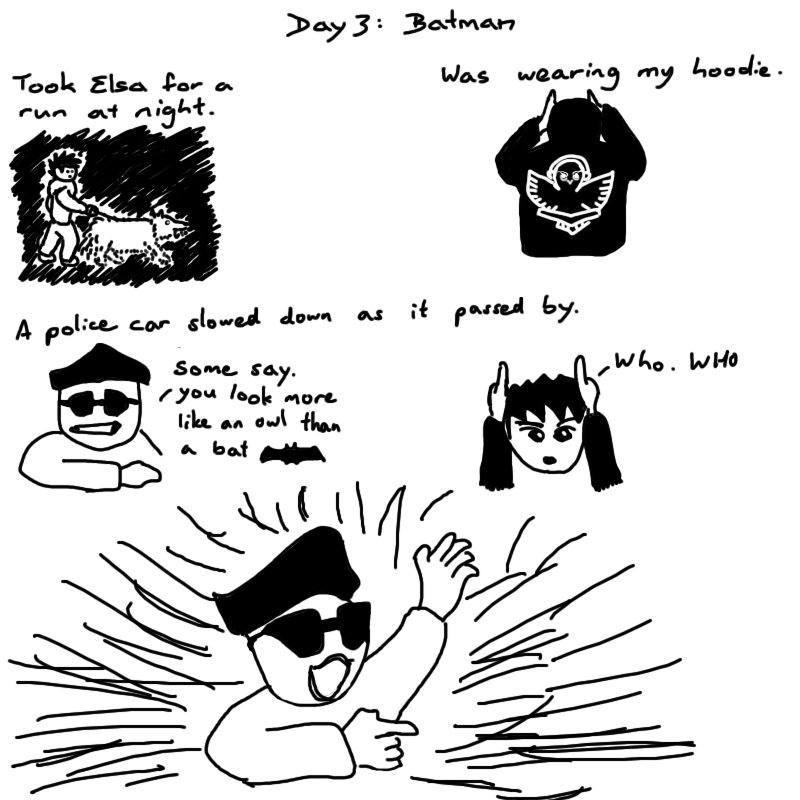 Day 3: Batman
Took Elsa for a
run at night.
Was wearing my hoodie.
A police car slowed down as it passed by.
Some say.
you look more
like an owl than
a bat
Who. WHO